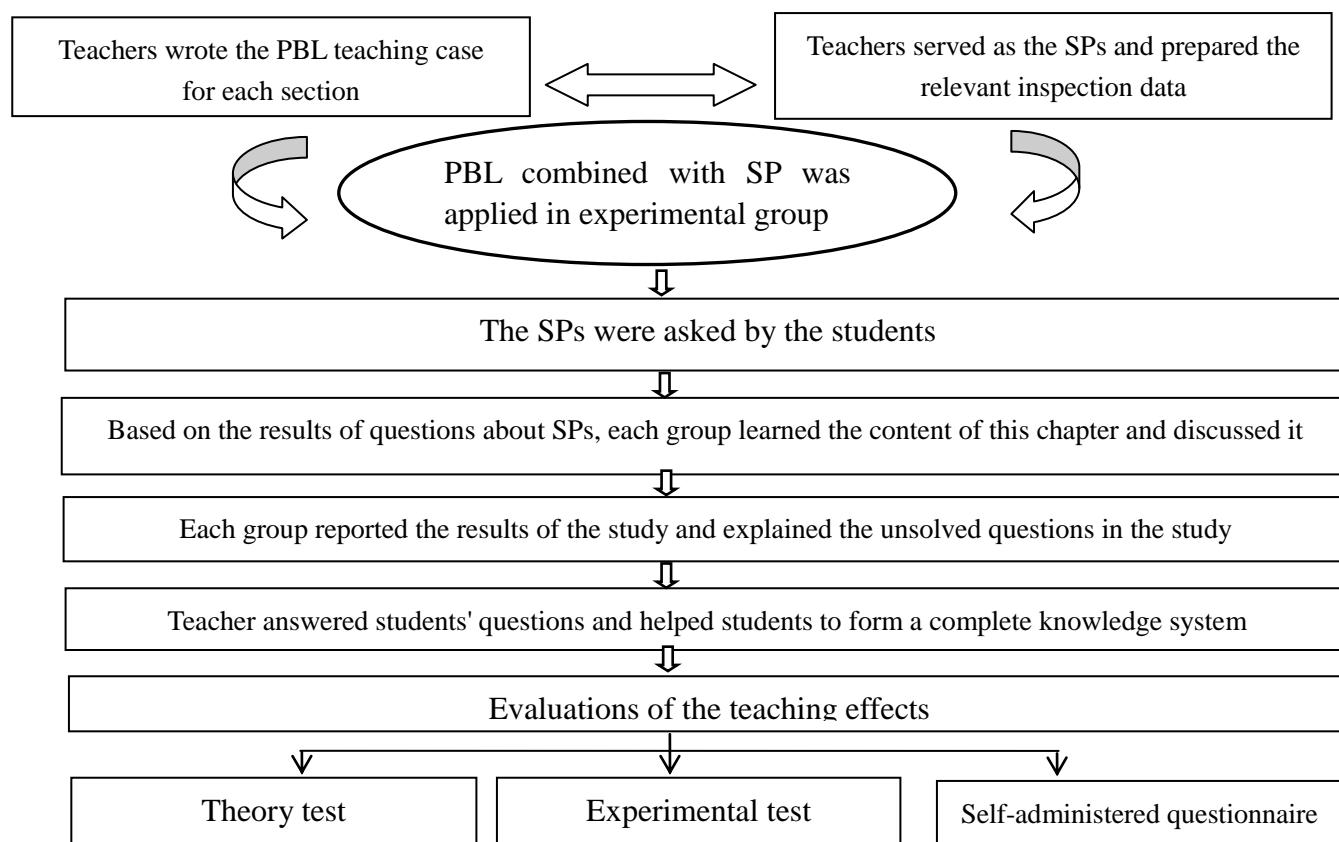 Teachers wrote the PBL teaching case
for each section
Teachers served as the SPs and prepared the
relevant inspection data
PBL combined with SP was
applied in experimental group
The SPs were asked by the students
Based on the results of questions about SPs, each group learned the content of this chapter and discussed it
Each group reported the results of the study and explained the unsolved questions in the study
Teacher answered students' questions and helped students to form a complete knowledge system
Evaluations of the teaching effects
Theory test
Experimental test
Self-administered questionnaire